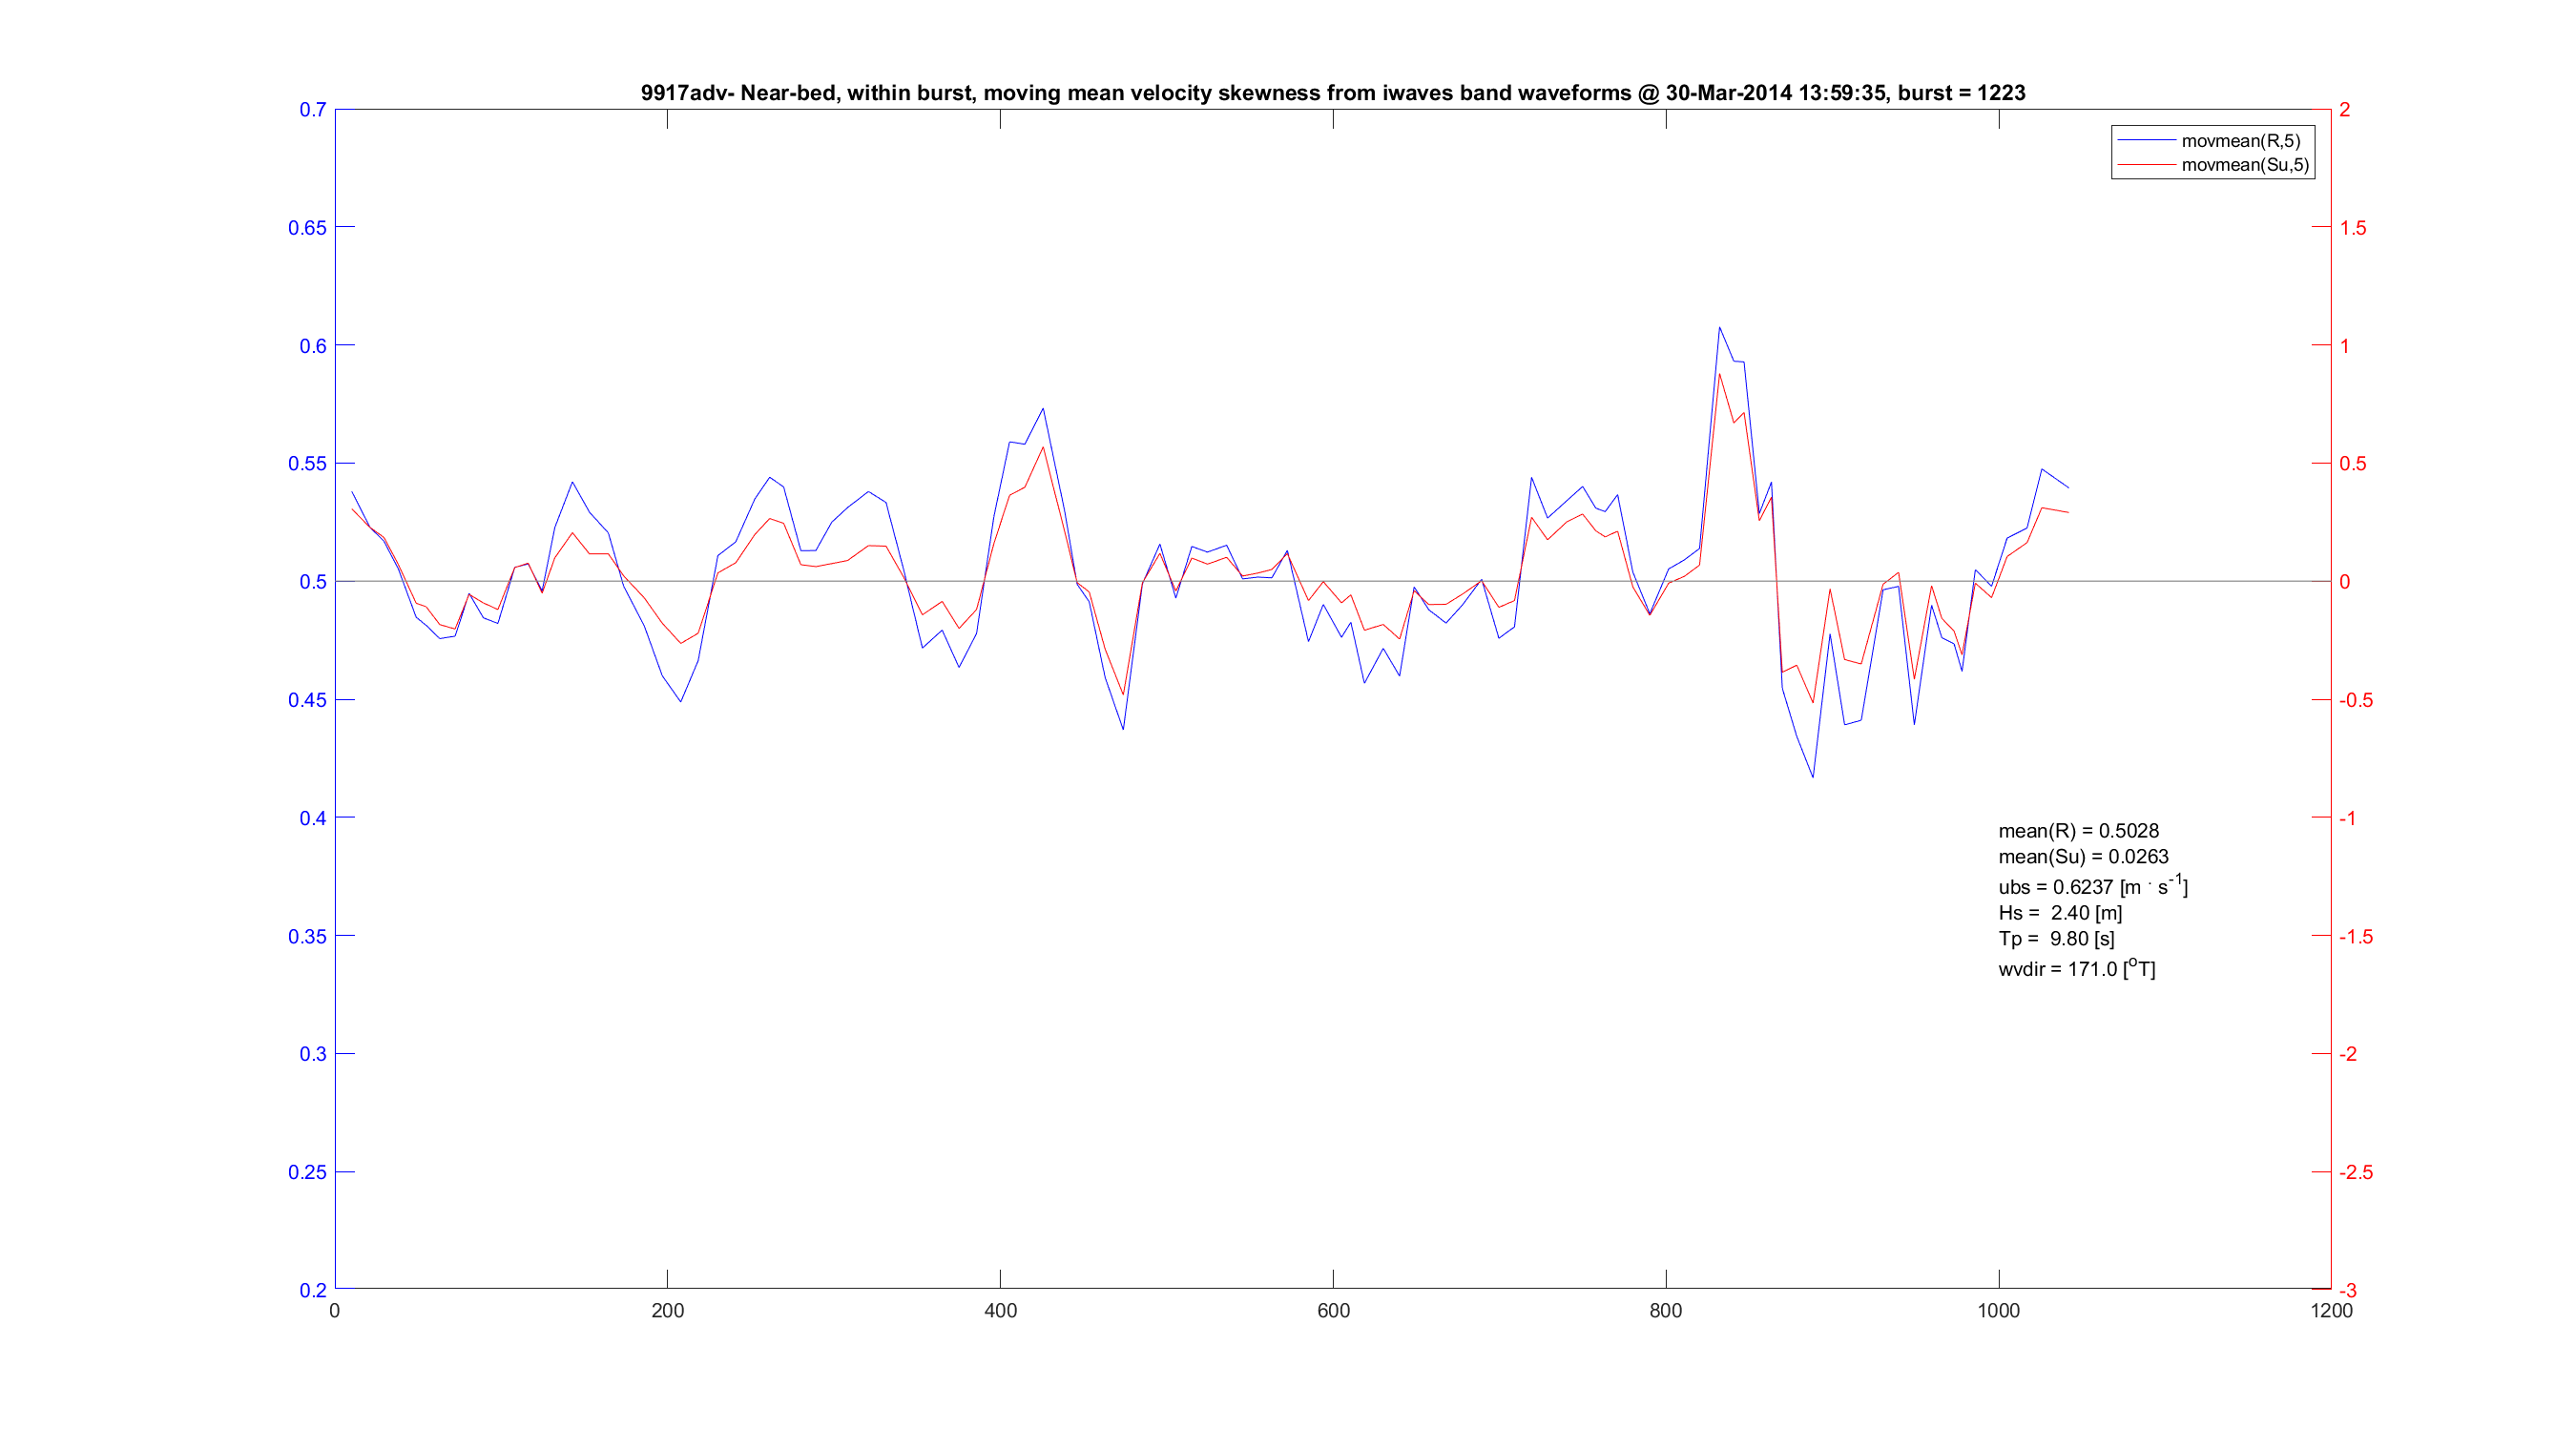 9917adv- Near-bed, within burst, moving mean velocity skewness from iwaves band waveforms @ 30-Mar-2014 13:59:35, burst = 1223
0.7
0.65
0.6
0.55
0.5
0.45
0.4
0.35
0.3
0.25
0.2
2
1.5
1
0.5
0
-0.5
-1
-1.5
-2
-2.5
-3
movmean(R,5)
movmean(Su,5)
mean(R) = 0.5028
mean(Su) = 0.0263
ubs = 0.6237 [m · s⁻¹]
Hs = 2.40 [m]
Tp = 9.80 [s]
wvdir = 171.0 [°T]
0 200 400 600 800 1000 1200